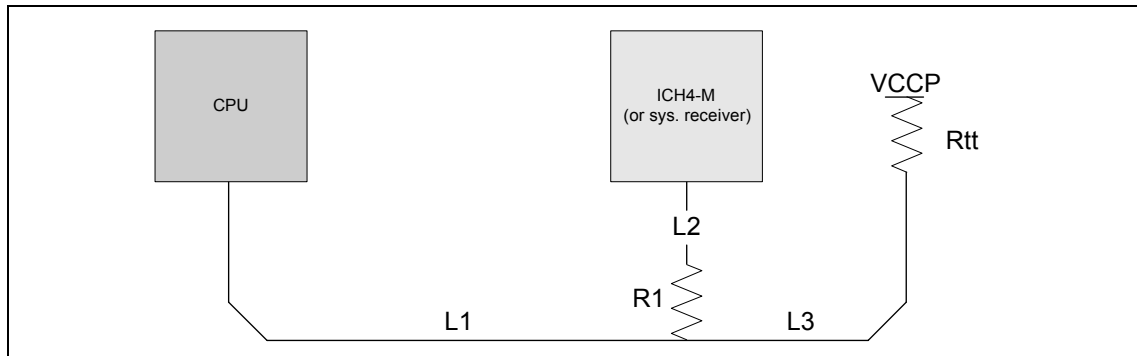 CPU
ICH4-M
(or sys. receiver)
VCCP
Rtt
L2
R1
L1
L3